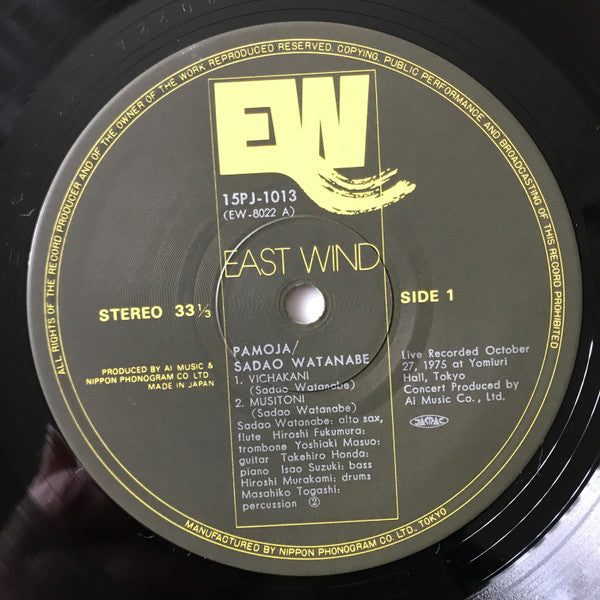 ALL RIGHTS OF THE RECORD PRODUCER AND OF THE OWNER OF THE WORK REPRODUCED RESERVED. COPYING, PUBLIC PERFORMANCE AND BROADCASTING OF THIS RECORD PROHIBITED
EW
15PJ-1013
(EW-8022 A)
EAST WIND
STEREO 33 1/3
SIDE 1
PRODUCED BY AI MUSIC &
NIPPON PHONOGRAM CO LTD
MADE IN JAPAN
PAMOJA/
SADAO WATANABE
1. VICHAKANI
(Sadao Watanabe)
2. MUSITONI
(Sadao Watanabe)
Sadao Watanabe: alto sax,
flute Hiroshi Fukumura:
trombone Yoshiaki Masuo:
guitar Takehiro Honda:
piano Isao Suzuki: bass
Hiroshi Murakami: drums
Masahiko Togashi:
percussion ②
Live Recorded October
27, 1975 at Yomiuri
Hall, Tokyo
Concert Produced by
Ai Music Co., Ltd.
JASRAC
MANUFACTURED BY NIPPON PHONOGRAM CO. LTD., TOKYO